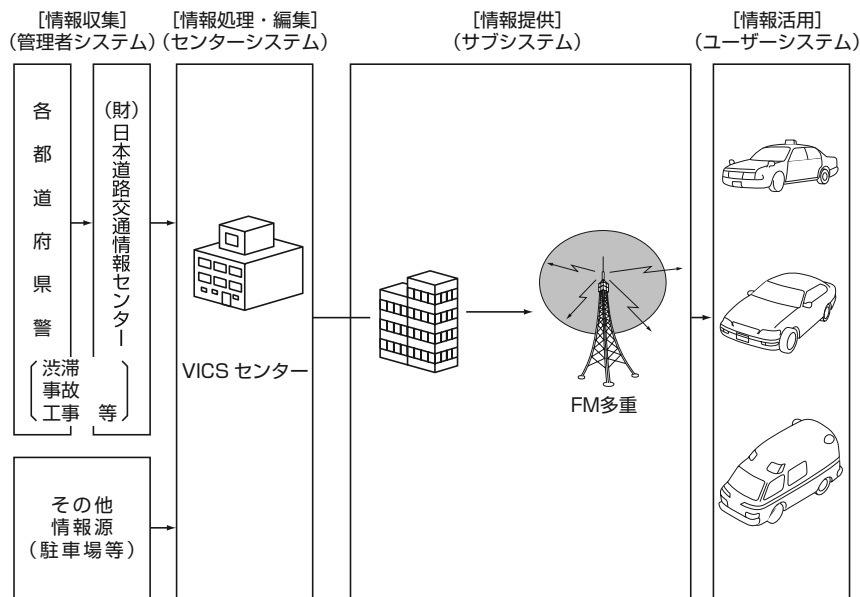 [情報収集]
(管理者システム)
[情報処理・編集]
(センターシステム)
[情報提供]
(サブシステム)
[情報活用]
(ユーザーシステム)
各都道府県警
(財)日本道路交通情報センター
渋滞
事故
工事 等
その他
情報源
(駐車場等)
VICS センター
FM多重